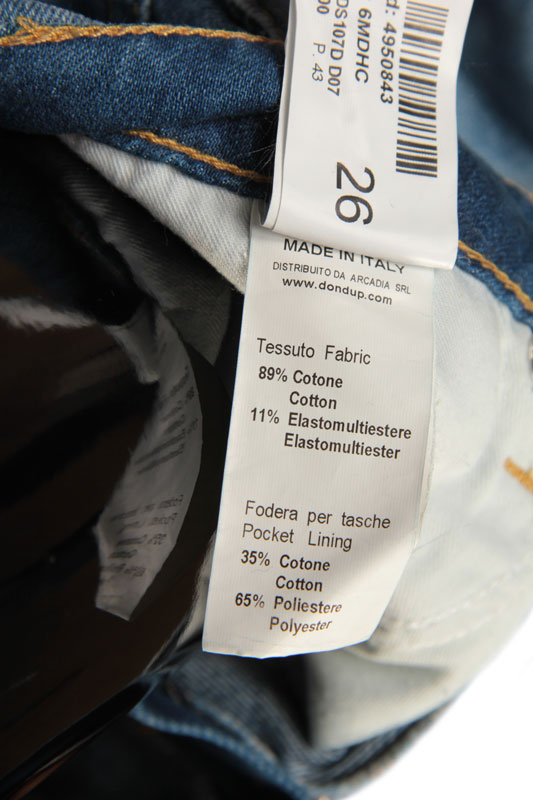 d: 4950843
6MDHC
DS107D D07
00
P. 43
26
MADE IN ITALY
DISTRIBUITO DA ARCADIA SRL
www.dondup.com
Tessuto Fabric
89% Cotone
Cotton
11% Elastomultiestere
Elastomultiester
Fodera per tasche
Pocket Lining
35% Cotone
Cotton
65% Poliestere
Polyester